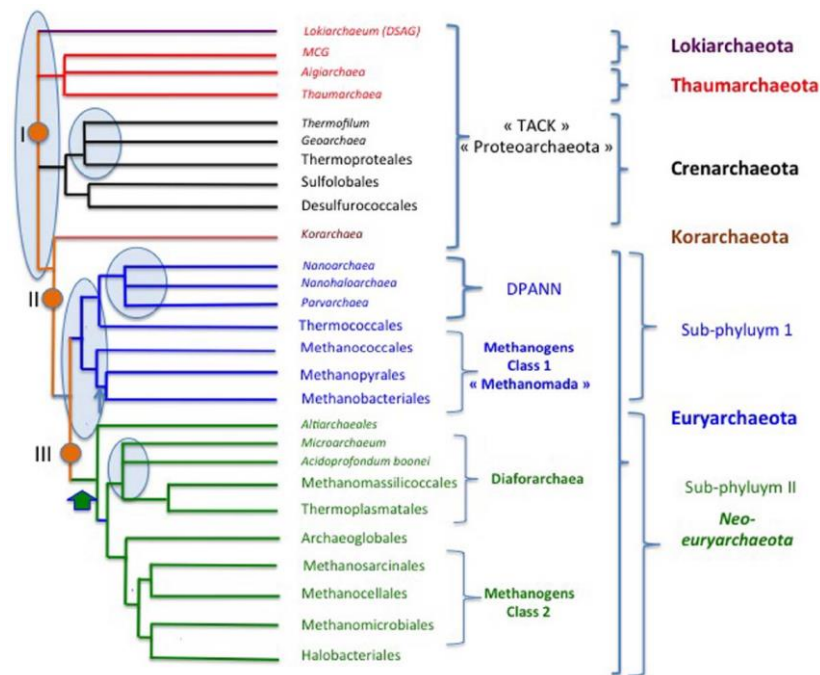 Lokiarchaeum (DSAG)
MCG
Aigiarchaea
Thaumarchaea
Thermofilum
Geoarchaea
Thermoproteales
Sulfolobales
Desulfurococcales
Korarchaea
Nanoarchaea
Nanohaloarchaea
Parvarchaea
Thermococcales
Methanococcales
Methanopyrales
Methanobacteriales
Altiarchaeales
Microarchaeum
Acidoprofondum boonei
Methanomassilicoccales
Thermoplasmatales
Archaeoglobales
Methanosarcinales
Methanocellales
Methanomicrobiales
Halobacteriales
I
II
III
« TACK »
« Proteoarchaeota »
DPANN
Methanogens
Class 1
« Methanomada »
Diaforarchaea
Methanogens
Class 2
Lokiarchaeota
Thaumarchaeota
Crenarchaeota
Korarchaeota
Sub-phyluym 1
Euryarchaeota
Sub-phyluym II
Neo-
euryarchaeota